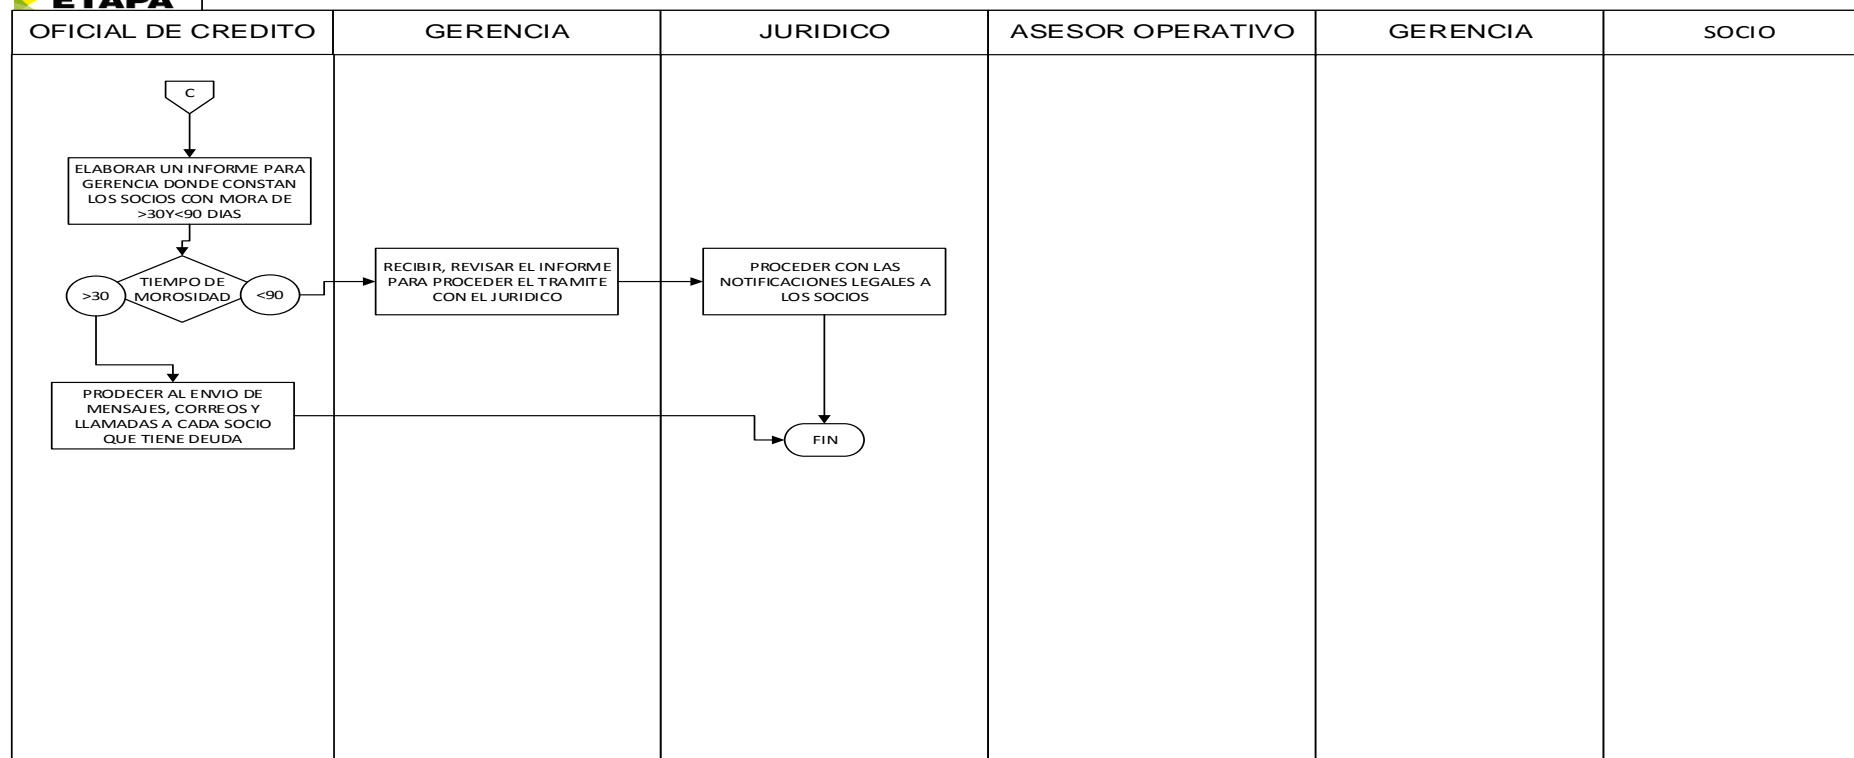 ETAPA
OFICIAL DE CREDITO
GERENCIA
JURIDICO
ASESOR OPERATIVO
GERENCIA
SOCIO
C
ELABORAR UN INFORME PARA
GERENCIA DONDE CONSTAN
LOS SOCIOS CON MORA DE
>30Y<90 DIAS
>30
TIEMPO DE
MOROSIDAD
<90
RECIBIR, REVISAR EL INFORME
PARA PROCEDER EL TRAMITE
CON EL JURIDICO
PROCEDER CON LAS
NOTIFICACIONES LEGALES A
LOS SOCIOS
PRODECER AL ENVIO DE
MENSAJES, CORREOS Y
LLAMADAS A CADA SOCIO
QUE TIENE DEUDA
FIN